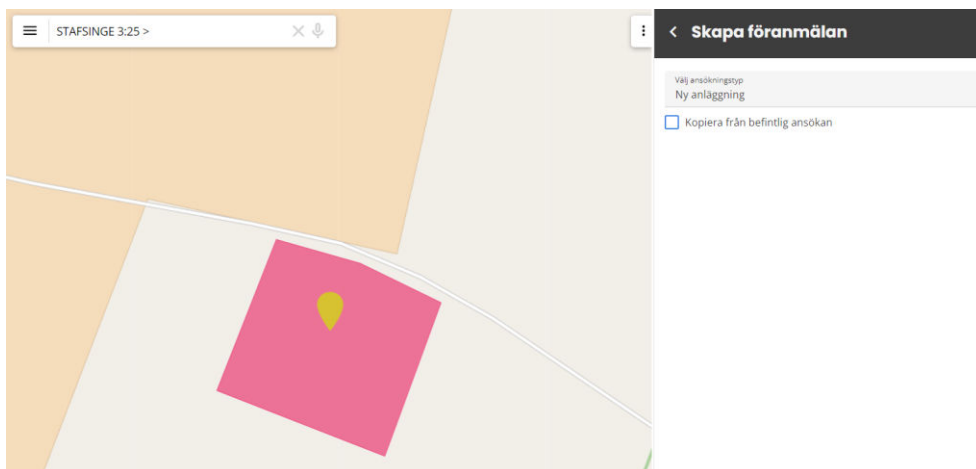 STAFSINGE 3:25 >
Skapa föranmälan
Välj ansökningstyp
Ny anläggning
Kopiera från befintlig ansökan